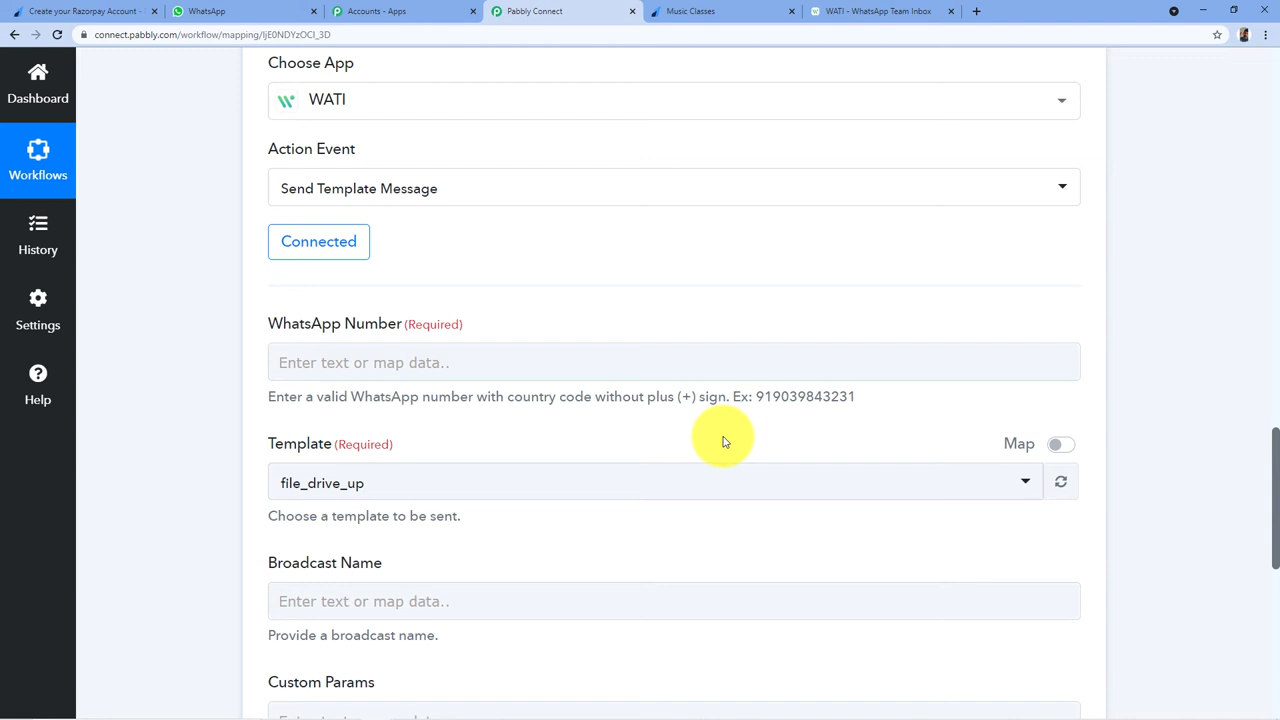 Create your Razorpay Account -
WhatsApp
Accounts - Apps
Pabbly Connect
Music Classes
WATI - WhatsApp Team Inbox
connect.pabbly.com/workflow/mapping/IjE0NDYzOCI_3D
Dashboard
Workflows
History
Settings
Help
Choose App
WATI
Action Event
Send Template Message
Connected
WhatsApp Number (Required)
Enter text or map data..
Enter a valid WhatsApp number with country code without plus (+) sign. Ex: 919039843231
Template (Required)
Map
file_drive_up
Choose a template to be sent.
Broadcast Name
Enter text or map data..
Provide a broadcast name.
Custom Params